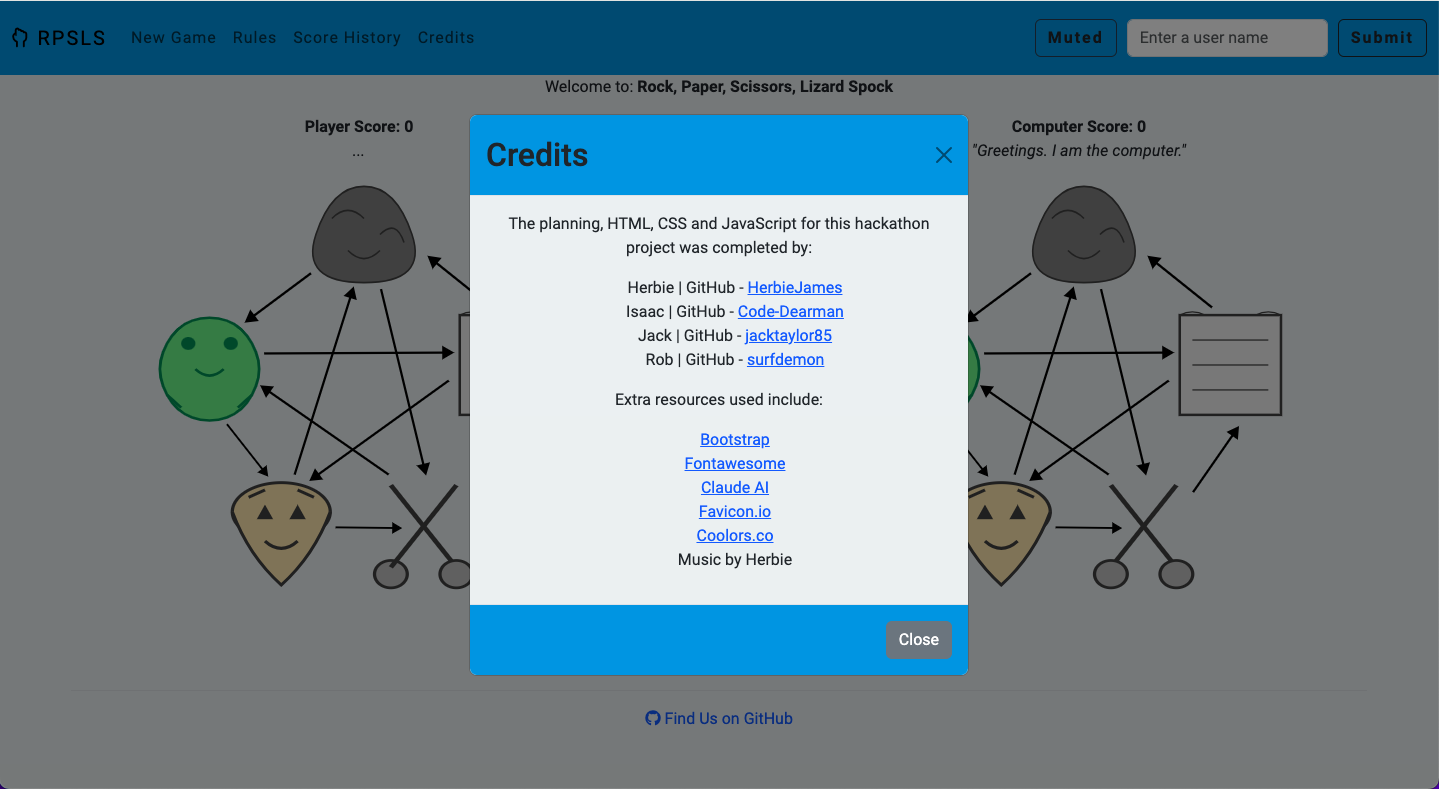 RPSLS New Game Rules Score History Credits Muted Enter a user name Submit
Welcome to: Rock, Paper, Scissors, Lizard Spock
Player Score: 0
...
Computer Score: 0
"Greetings. I am the computer."
Credits
The planning, HTML, CSS and JavaScript for this hackathon
project was completed by:
Herbie | GitHub - HerbieJames
Isaac | GitHub - Code-Dearman
Jack | GitHub - jacktaylor85
Rob | GitHub - surfdemon
Extra resources used include:
Bootstrap
Fontawesome
Claude AI
Favicon.io
Coolors.co
Music by Herbie
Close
Find Us on GitHub